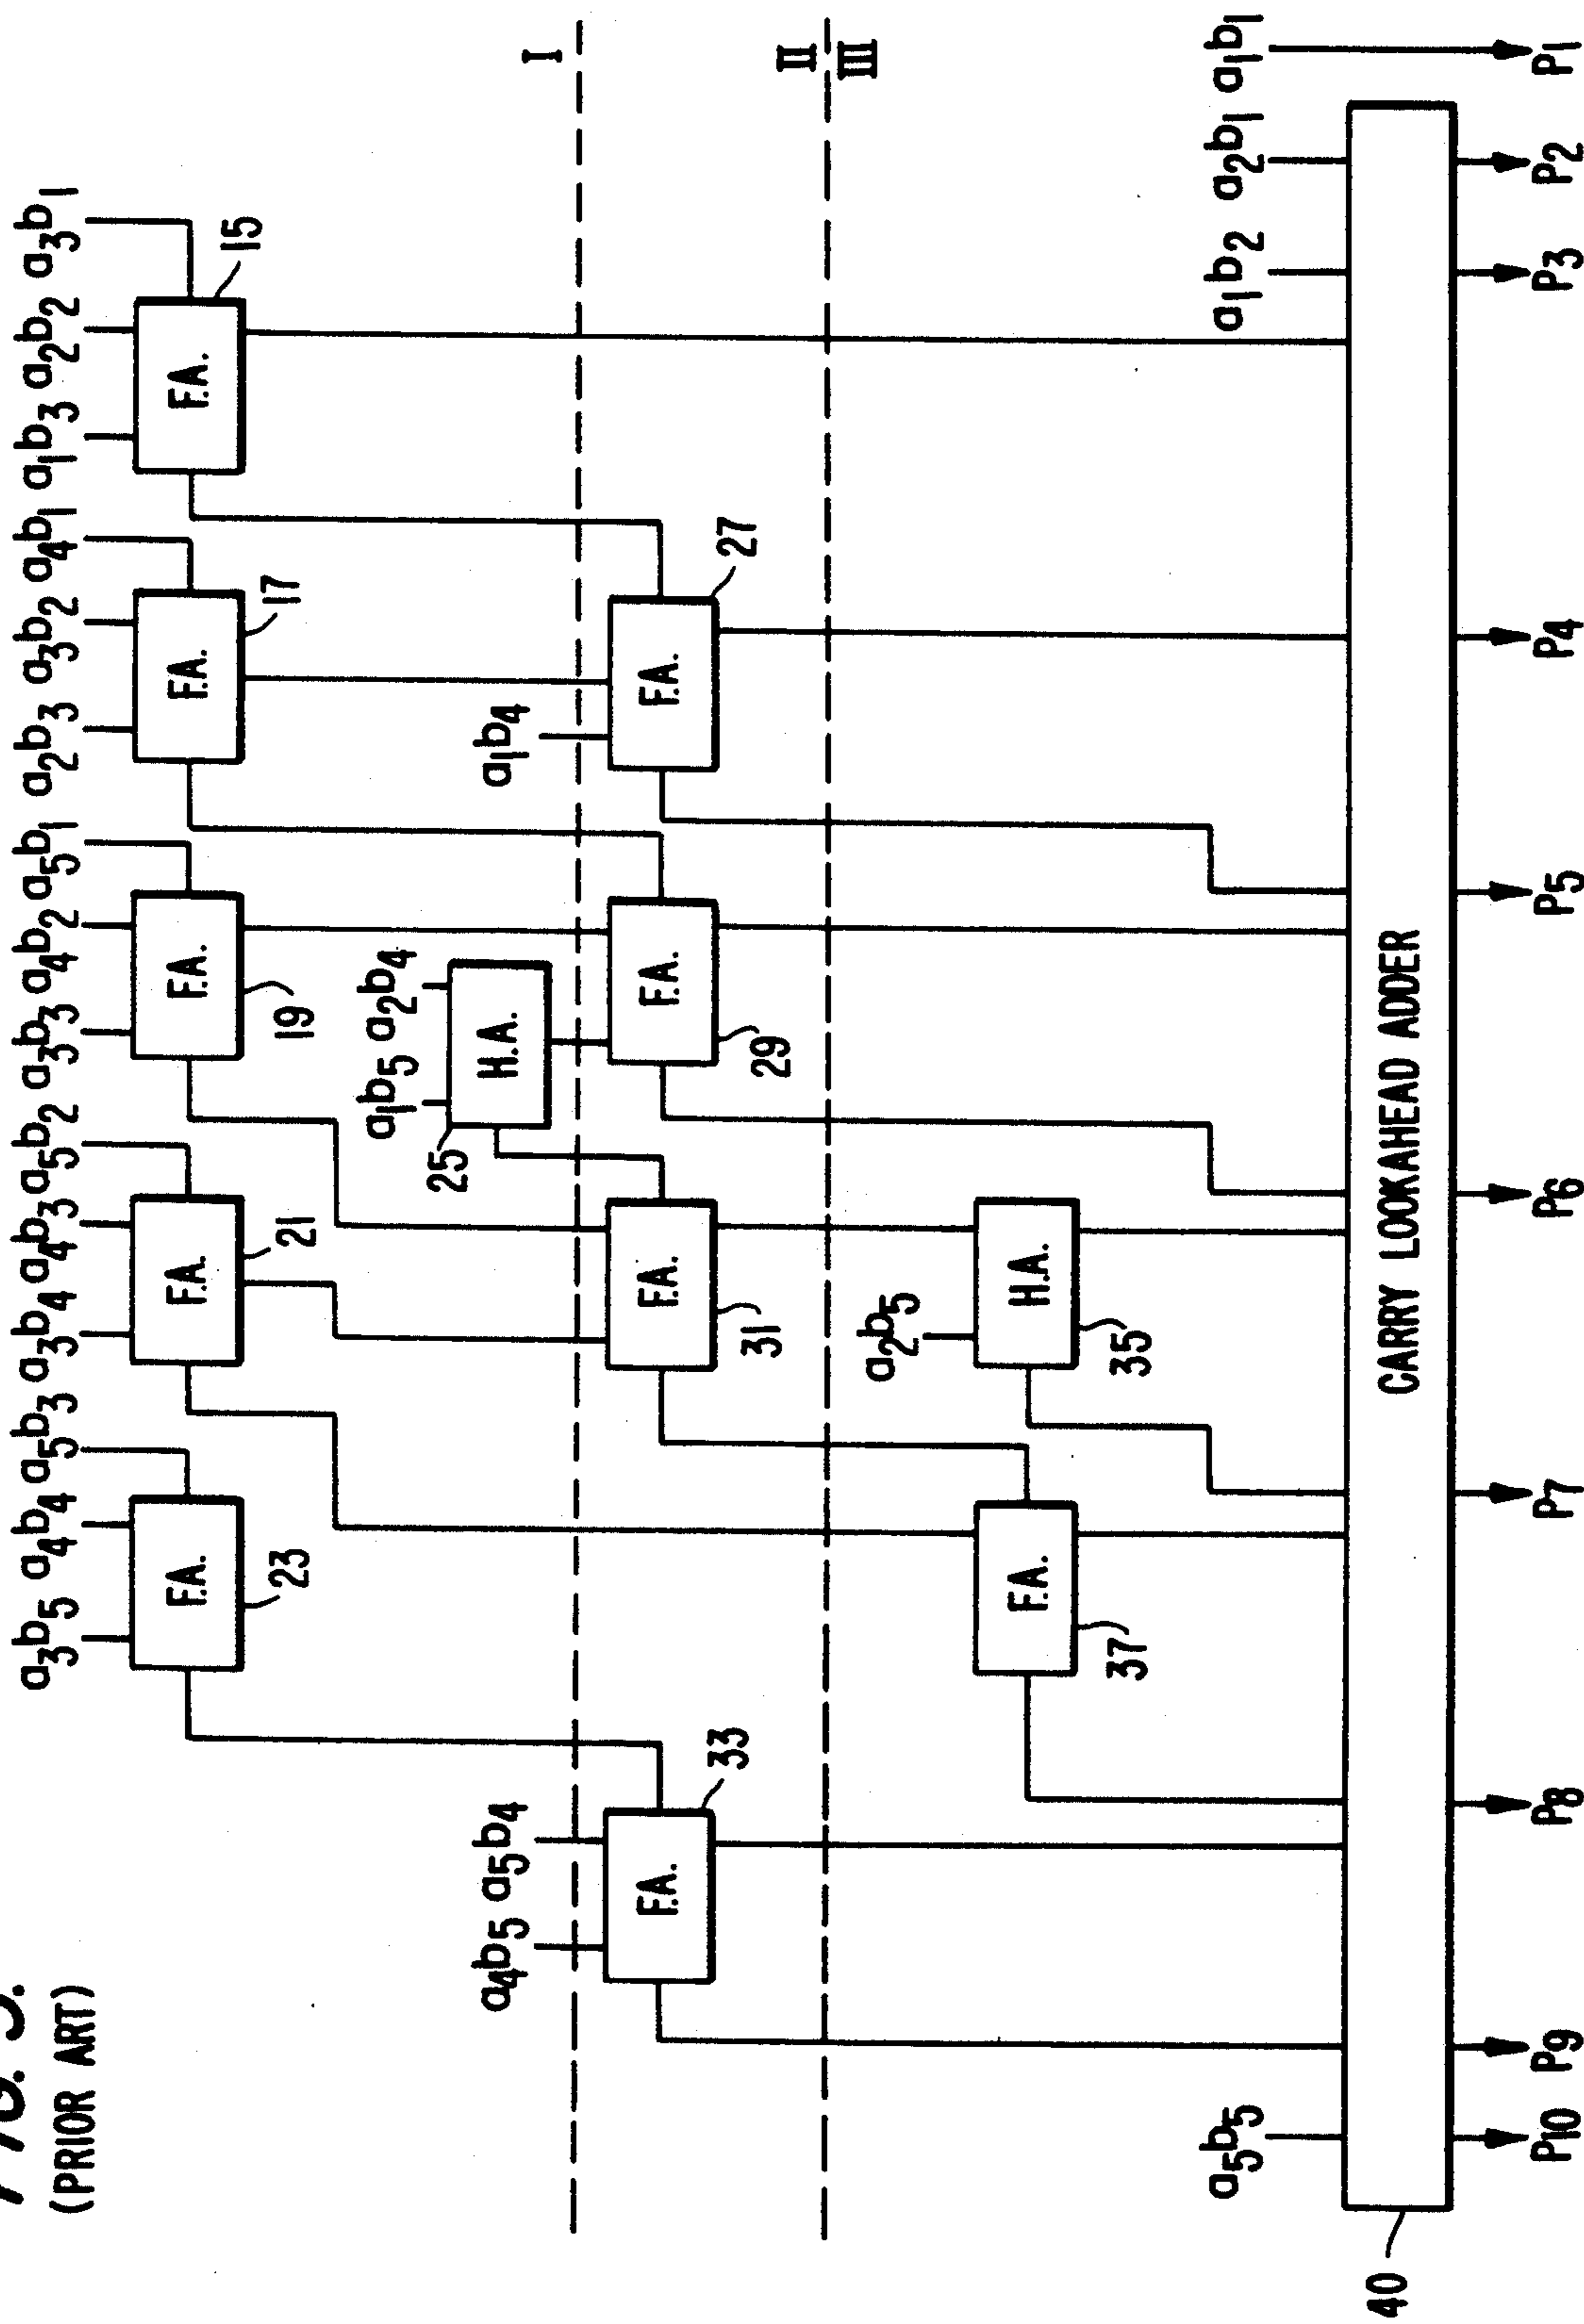 (PRIOR ART)
a3b5 a4b4 a5b3 a3b4 a4b3 a5b2 a3b3 a4b2 a5b1 a2b3 a3b2 a4b1 a1b3 a2b2 a3b1
F.A. F.A. F.A. F.A. F.A.
23 21 19 17 15
a1b5 a2b4
25
H.A.
a4b5 a5b4 a1b4
I
F.A. F.A. F.A. F.A.
33 31 29 27
II
III
a2b5
H.A.
F.A.
37 35
a5b5 a1b2 a2b1 a1b1
40
CARRY LOOKAHEAD ADDER
P10 P9 P8 P7 P6 P5 P4 P3 P2 P1